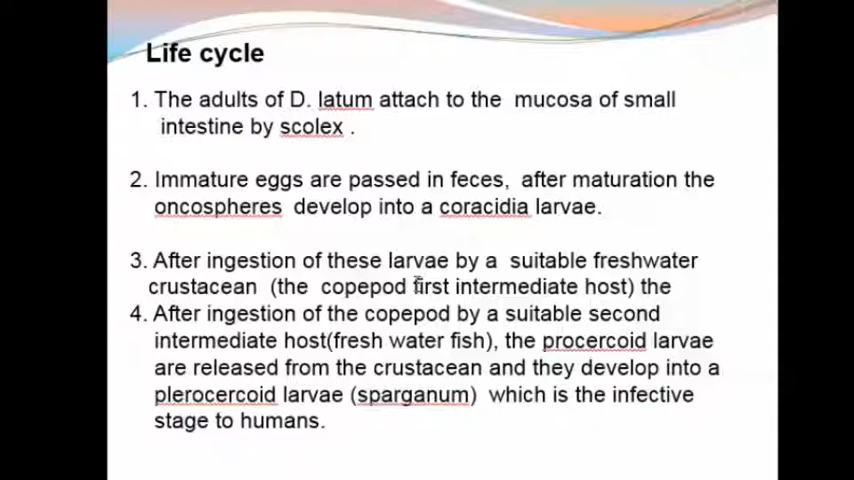 Life cycle
1. The adults of D. latum attach to the mucosa of small
intestine by scolex .
2. Immature eggs are passed in feces, after maturation the
oncospheres develop into a coracidia larvae.
3. After ingestion of these larvae by a suitable freshwater
crustacean (the copepod first intermediate host) the
4. After ingestion of the copepod by a suitable second
intermediate host(fresh water fish), the procercoid larvae
are released from the crustacean and they develop into a
plerocercoid larvae (sparganum) which is the infective
stage to humans.